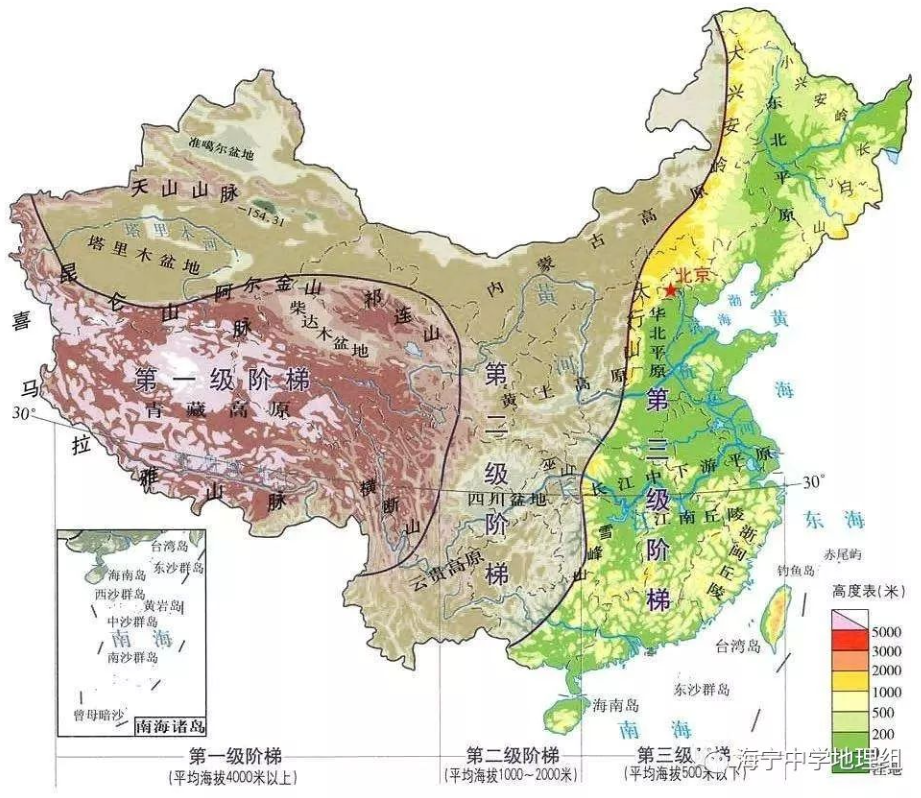 大兴安岭
小兴安岭
东北平原
长白山
准噶尔盆地
天山山脉
-154.31
塔里木河
塔里木盆地
内蒙古高原
北京
昆仑山脉
阿尔金山
祁连山
柴达木盆地
黄河
太行山
华北平原
渤海
黄海
喜马拉雅山脉
第一级阶梯
青藏高原
第二级阶梯
黄土高原
第三级阶梯
京杭
运河
30°
30°
横断山
巫山
四川盆地
长江中下游平原
江南丘陵
浙闽丘陵
雪峰山
云贵高原
东海
赤尾屿
钓鱼岛
台湾岛
东沙群岛
海南岛
南海
台湾岛
东沙群岛
海南岛
西沙群岛
黄岩岛
中沙群岛
南海
南沙群岛
曾母暗沙
南海诸岛
高度表(米)
5000
3000
2000
1000
500
200
第一级阶梯
(平均海拔4000米以上)
第二级阶梯
(平均海拔1000~2000米)
第三级阶梯
(平均海拔500米以下)
海宁中学地理组